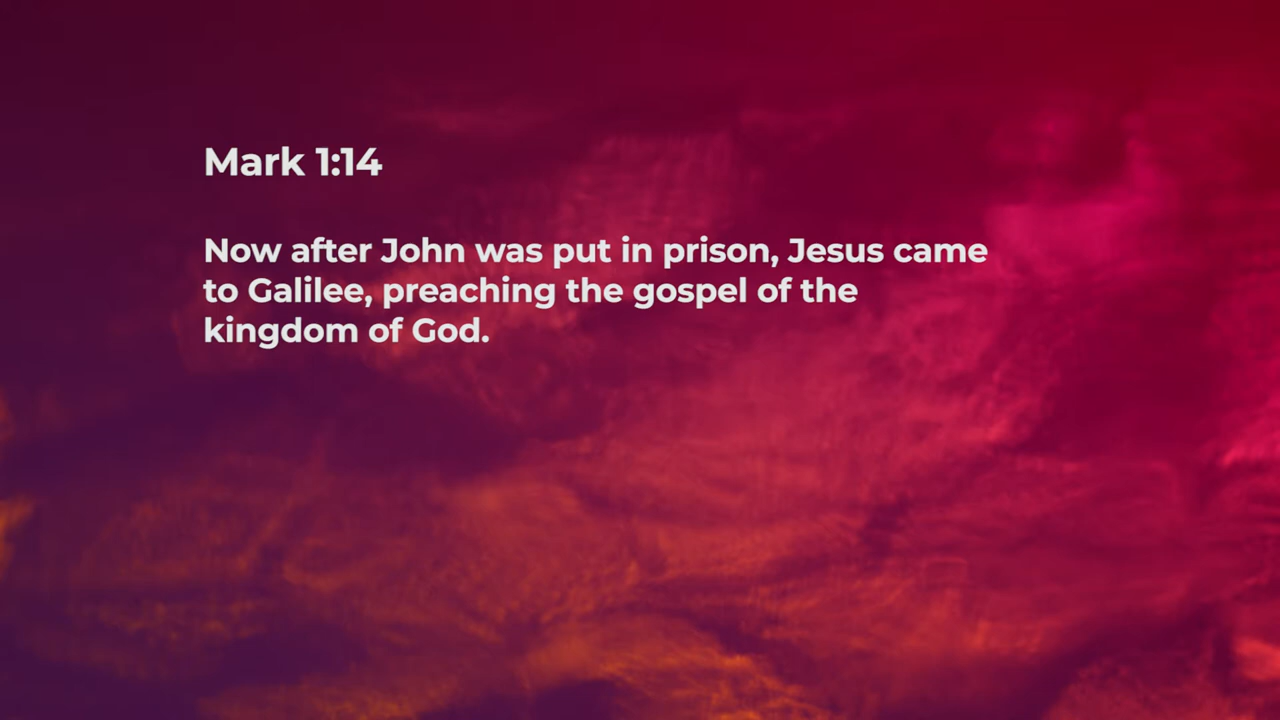 Mark 1:14
Now after John was put in prison, Jesus came
to Galilee, preaching the gospel of the
kingdom of God.